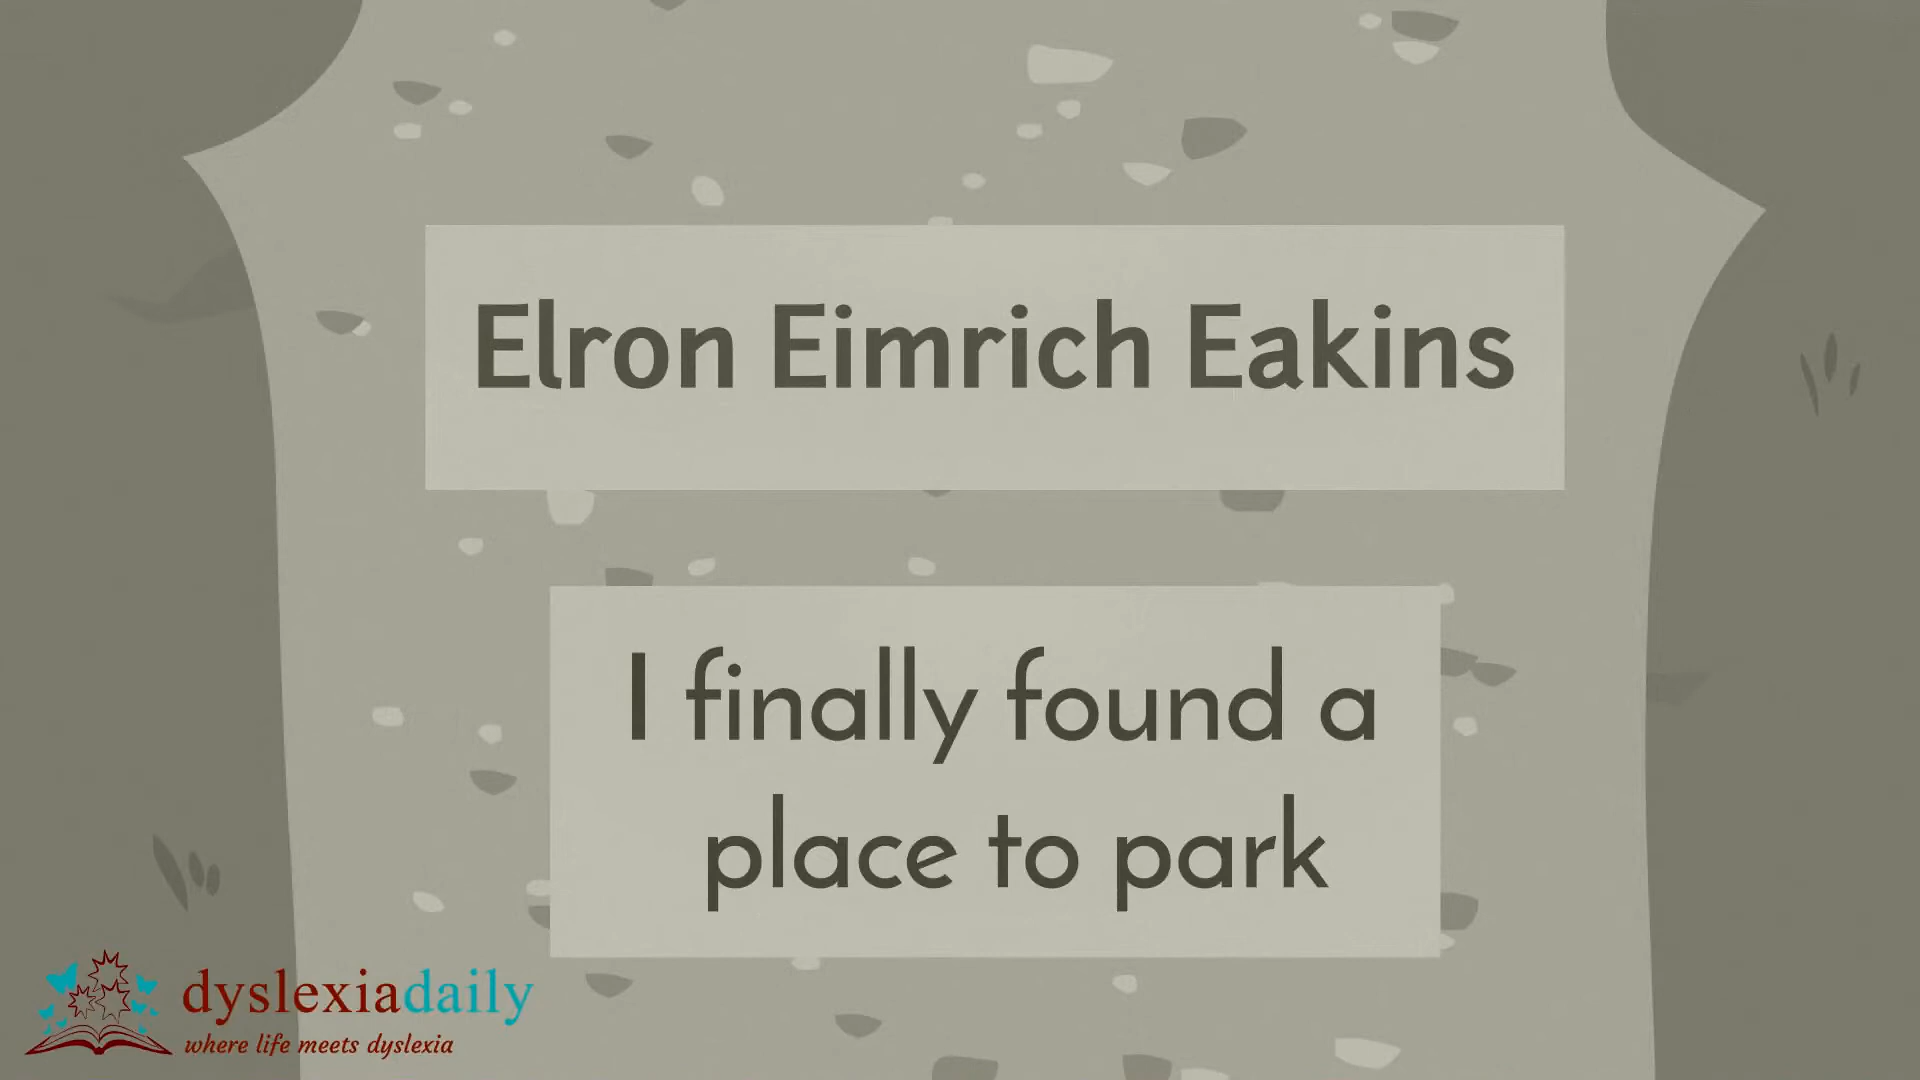 Elron Eimrich Eakins
I finally found a
place to park
dyslexiadaily
where life meets dyslexia